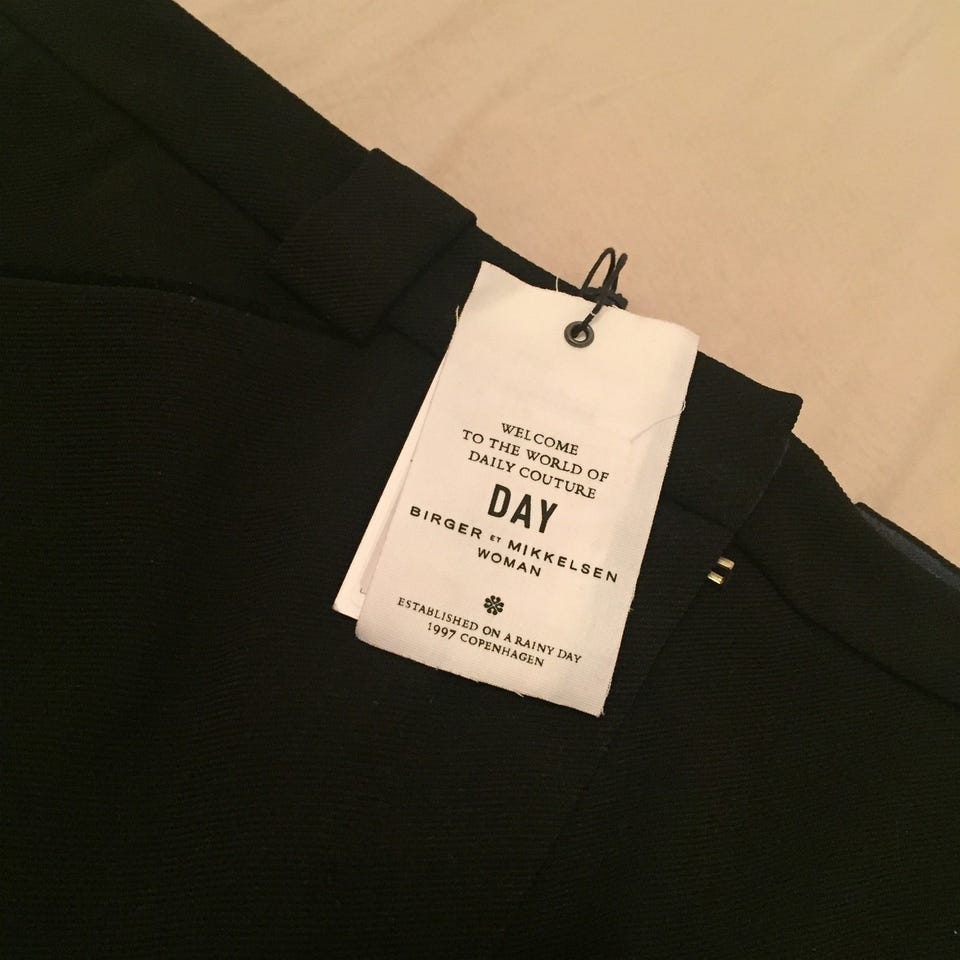 WELCOME
TO THE WORLD OF
DAILY COUTURE
DAY
BIRGER ET MIKKELSEN
WOMAN
ESTABLISHED ON A RAINY DAY
1997 COPENHAGEN